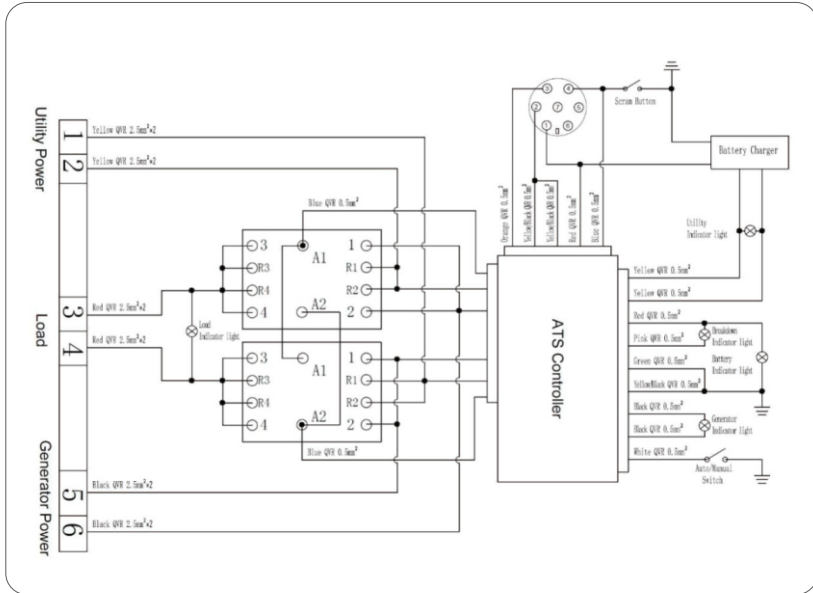 Utility Power
1
2
Yellow QVR 2.5mm²×2
Yellow QVR 2.5mm²×2
Load
3
4
Red QVR 2.5mm²×2
Red QVR 2.5mm²×2
Generator Power
5
6
Black QVR 2.5mm²×2
Black QVR 2.5mm²×2
Load
Indicator light
Blue QVR 0.5mm²
3
R3
R4
4
A1
A2
1
R1
R2
2
3
R3
R4
4
A1
A2
1
R1
R2
2
Blue QVR 0.5mm²
3
4
2
7
5
1
6
Scram Button
Battery Charger
Orange QVR 0.5mm²
Yellow/Black QVR 0.5mm²
Yellow/Black QVR 0.5mm²
Red QVR 0.5mm²
Blue QVR 0.5mm²
Utility
Indicator light
ATS Controller
Yellow QVR 0.5mm²
Yellow QVR 0.5mm²
Red QVR 0.5mm²
Pink QVR 0.5mm²
Green QVR 0.5mm²
Yellow/Black QVR 0.5mm²
Black QVR 0.5mm²
Black QVR 0.5mm²
White QVR 0.5mm²
Breakdown
Indicator light
Battery
Indicator light
Generator
Indicator light
Auto/Manual
Switch